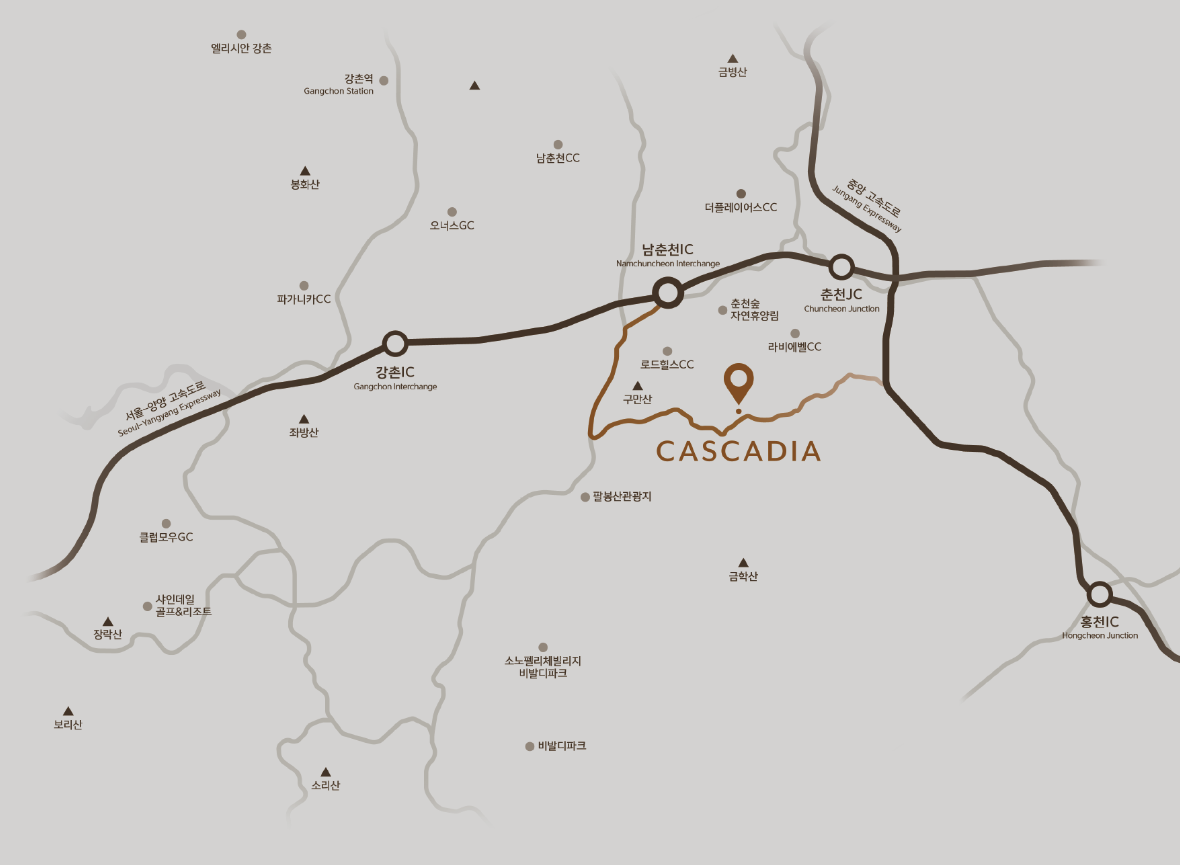 엘리시안 강촌
강촌역
Gangchon Station
금병산
남춘천CC
봉화산
오너스GC
더플레이어스CC
중앙 고속도로
Jungang Expressway
남춘천IC
Namchuncheon Interchange
파가니카CC
춘천JC
Chuncheon Junction
춘천숲
자연휴양림
라비에벨CC
로드힐스CC
강촌IC
Gangchon Interchange
구만산
서울–양양 고속도로
Seoul–Yangyang Expressway
좌방산
CASCADIA
팔봉산관광지
클럽모우GC
금학산
샤인데일
골프&리조트
장락산
홍천IC
Hongcheon Junction
소노펠리체빌리지
비발디파크
보리산
비발디파크
소리산